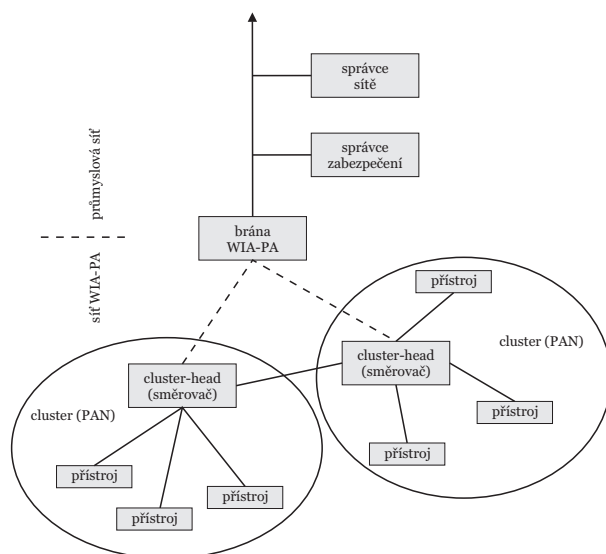 správce
sítě
správce
zabezpečení
průmyslová síť
brána
WIA-PA
síť WIA-PA
přístroj
cluster (PAN)
cluster-head
(směrovač)
cluster-head
(směrovač)
cluster (PAN)
přístroj
přístroj
přístroj
přístroj
přístroj